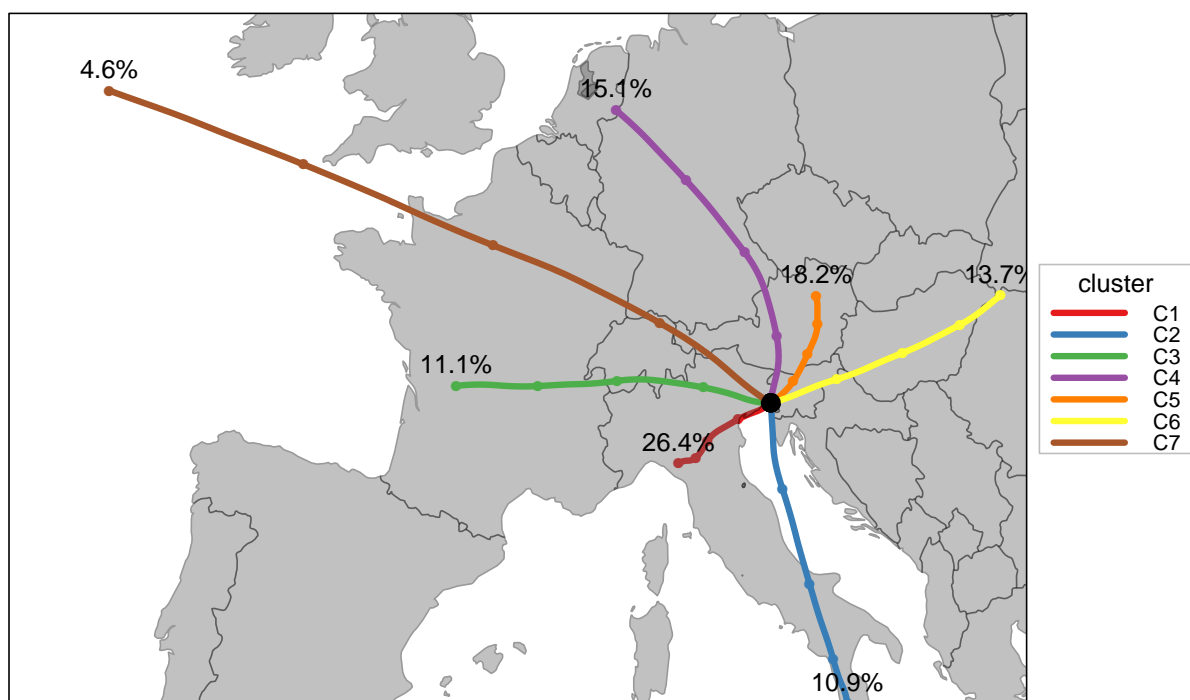 4.6%
15.1%
18.2%
13.7%
11.1%
26.4%
10.9%
cluster
C1
C2
C3
C4
C5
C6
C7